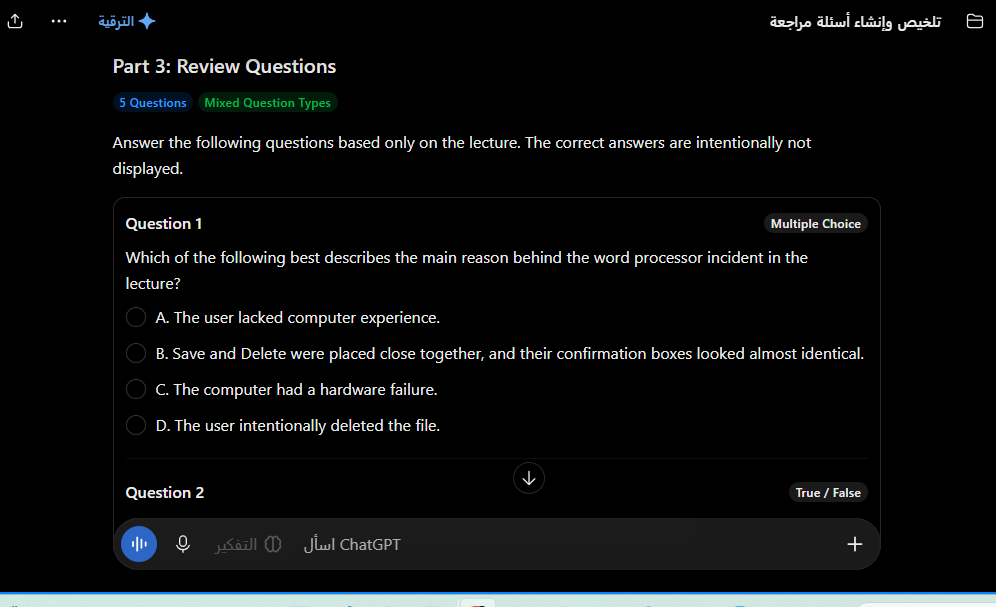 الترقية
تلخيص وإنشاء أسئلة مراجعة
Part 3: Review Questions
5 Questions
Mixed Question Types
Answer the following questions based only on the lecture. The correct answers are intentionally not
displayed.
Question 1
Multiple Choice
Which of the following best describes the main reason behind the word processor incident in the
lecture?
A. The user lacked computer experience.
B. Save and Delete were placed close together, and their confirmation boxes looked almost identical.
C. The computer had a hardware failure.
D. The user intentionally deleted the file.
Question 2
True / False
التفكير
اسأل ChatGPT